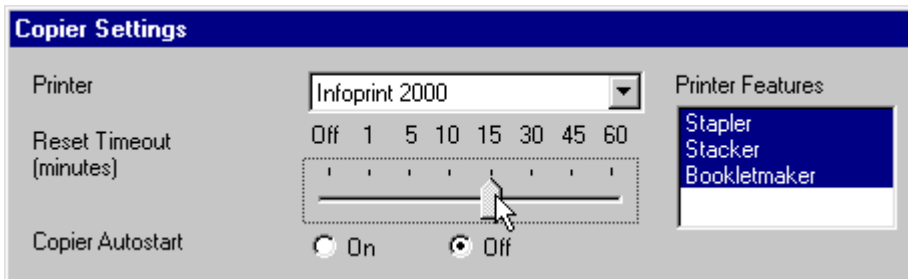 Copier Settings
Printer
Infoprint 2000
Printer Features
Stapler
Stacker
Bookletmaker
Reset Timeout
(minutes)
Off 1 5 10 15 30 45 60
Copier Autostart
On Off